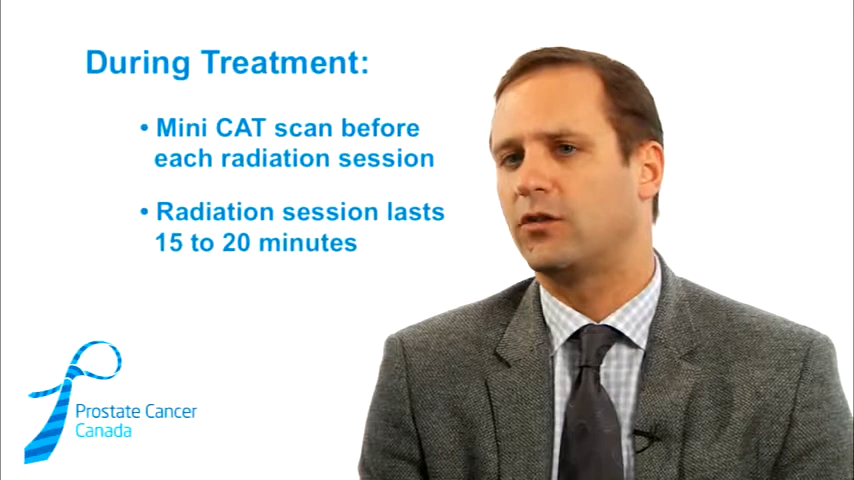 During Treatment:
• Mini CAT scan before
each radiation session
• Radiation session lasts
15 to 20 minutes
Prostate Cancer
Canada